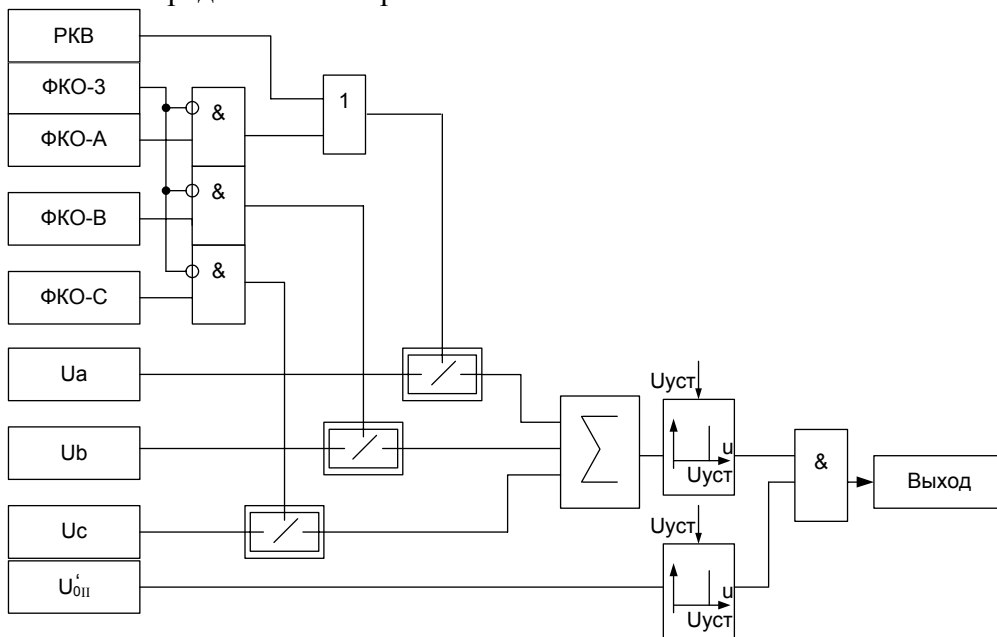 РКВ
ФКО-3
ФКО-А
ФКО-В
ФКО-С
&
&
&
1
Ua
Ub
Uc
U‘0II
Uуст
u
Uуст
Uуст
u
Uуст
&
Выход